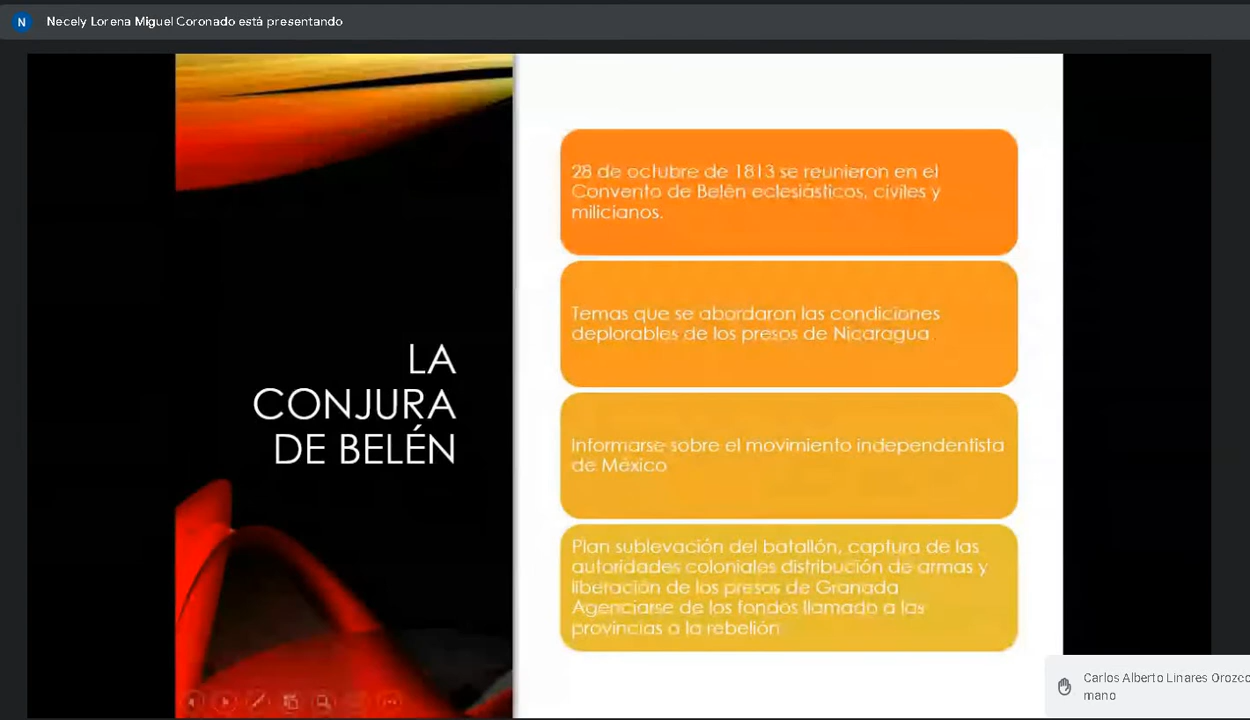 N Necely Lorena Miguel Coronado está presentando
LA
CONJURA
DE BELÉN
28 de octubre de 1813 se reunieron en el
Convento de Belén eclesiásticos, civiles y
milicianos.
Temas que se abordaron las condiciones
deplorables de los presos de Nicaragua.
Informarse sobre el movimiento independentista
de México
Plan sublevación del batallón, captura de las
autoridades coloniales distribución de armas y
liberación de los presos de Granada
Agenciarse de los fondos llamado a las
provincias a la rebelión
Carlos Alberto Linares Orozco
mano